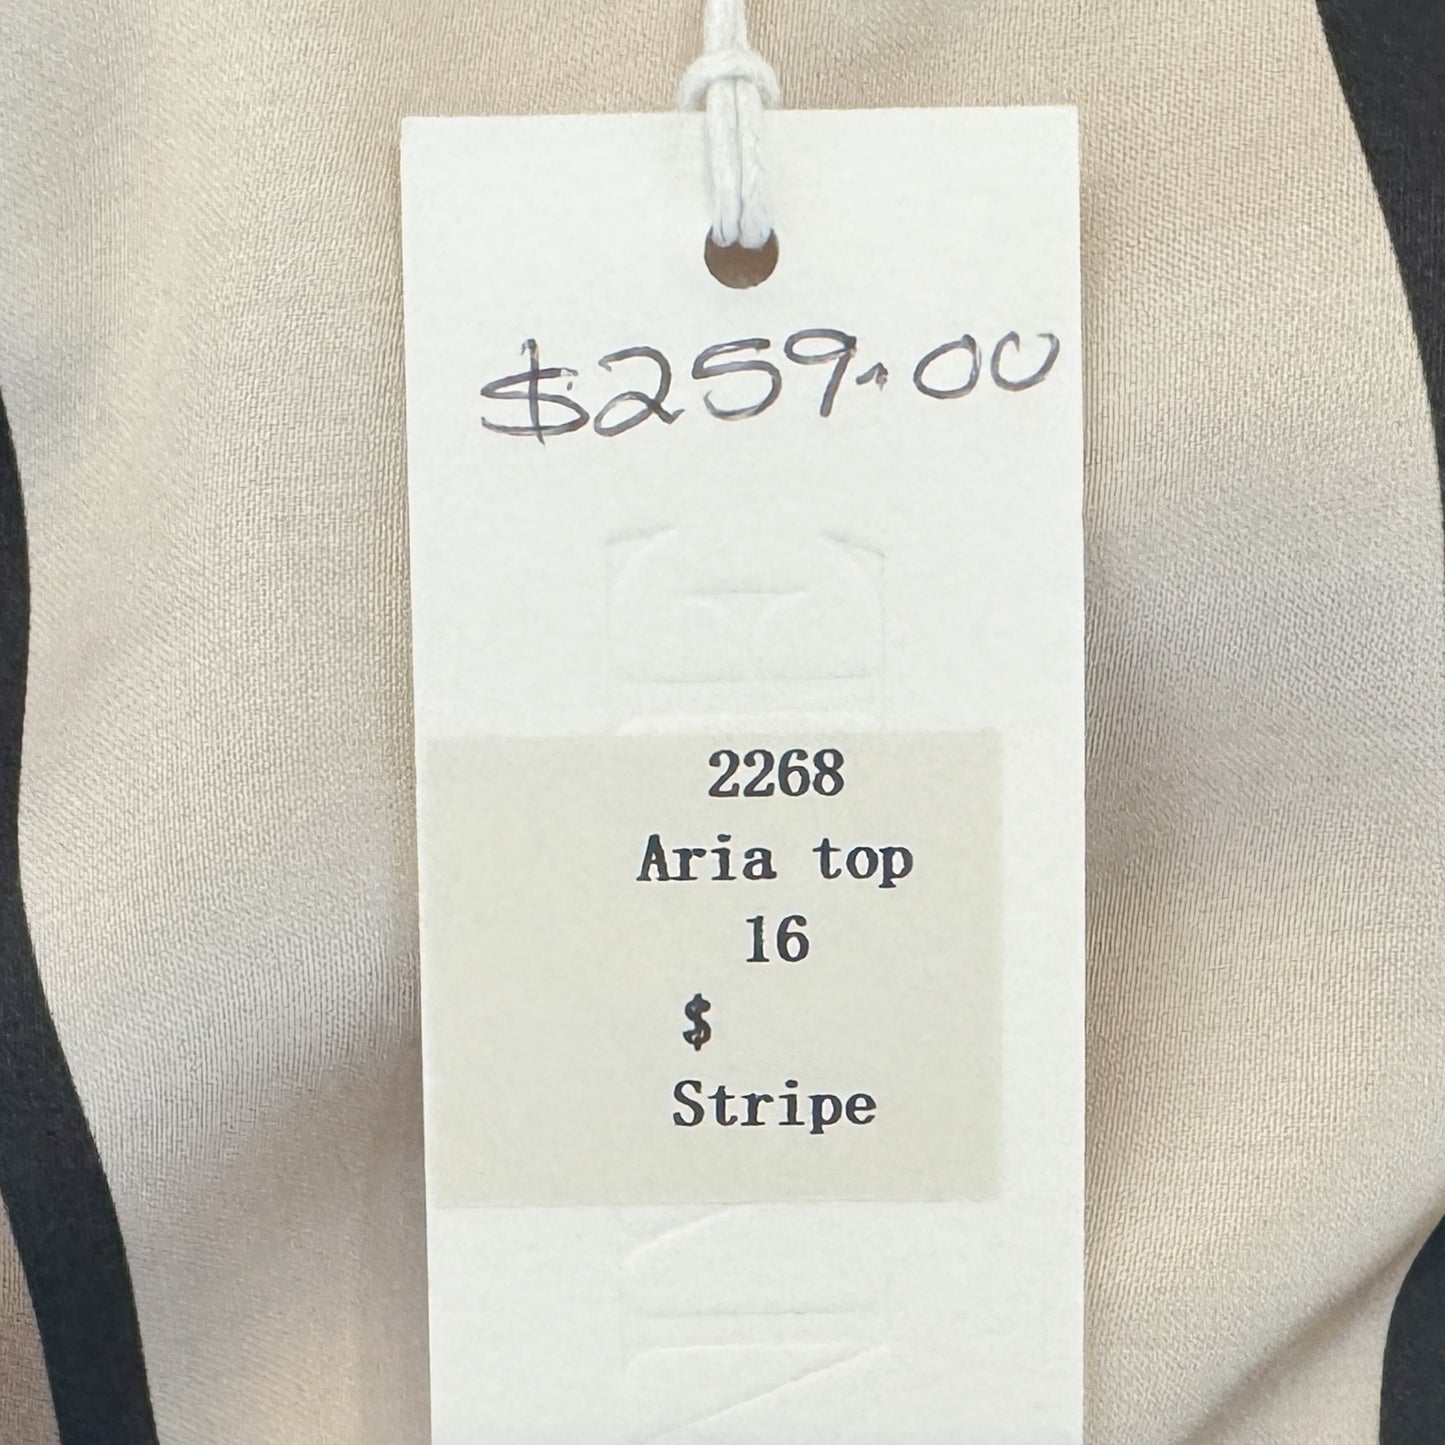 $259.00
2268
Aria top
16
$
Stripe